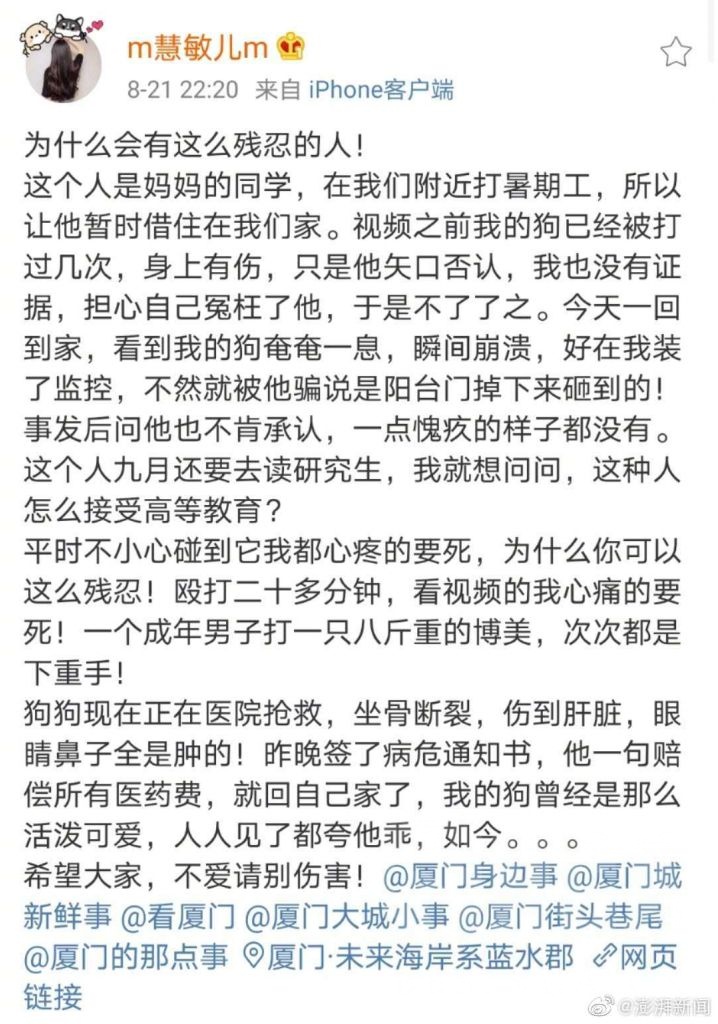 m慧敏儿m
8-21 22:20 来自 iPhone客户端
为什么会有这么残忍的人！
这个人是妈妈的同学，在我们附近打暑期工，所以
让他暂时借住在我们家。视频之前我的狗已经被打
过几次，身上有伤，只是他矢口否认，我也没有证
据，担心自己冤枉了他，于是不了了之。今天一回
到家，看到我的狗奄奄一息，瞬间崩溃，好在我装
了监控，不然就被他骗说是阳台门掉下来砸到的！
事发后问他也不肯承认，一点愧疚的样子都没有。
这个人九月还要去读研究生，我就想问问，这种人
怎么接受高等教育？
平时不小心碰到它我都心疼的要死，为什么你可以
这么残忍！殴打二十多分钟，看视频的我心痛的要
死！一个成年男子打一只八斤重的博美，次次都是
下重手！
狗狗现在正在医院抢救，坐骨断裂，伤到肝脏，眼
睛鼻子全是肿的！昨晚签了病危通知书，他一句赔
偿所有医药费，就回自己家了，我的狗曾经是那么
活泼可爱，人人见了都夸他乖，如今。。。
希望大家，不爱请别伤害！@厦门身边事 @厦门城
新鲜事 @看厦门 @厦门大城小事 @厦门街头巷尾
@厦门的那点事 厦门·未来海岸系蓝水郡 网页
链接
@澎湃新闻